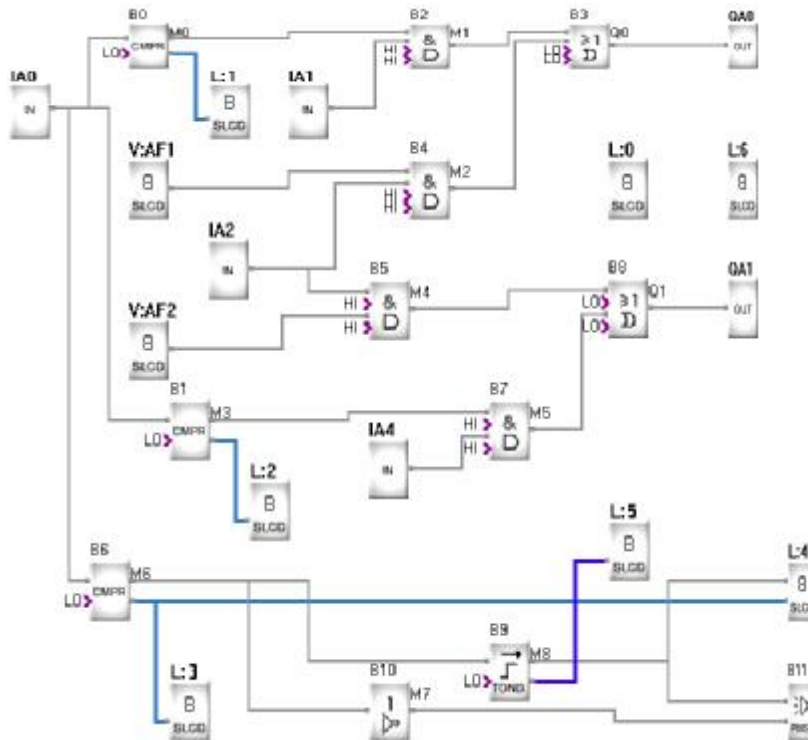 B0
M0
LO
CMPR
L:1
B
SLCD
IA0
IN
IA1
IN
B2
M1
&
HI
HI
B3
Q0
≥1
QA0
OUT
V:AF1
SLCD
B4
M2
&
HI
HI
L:0
SLCD
L:6
SLCD
IA2
IN
B5
M4
HI
&
HI
V:AF2
SLCD
Q1
LO
≥1
LO
QA1
OUT
B1
M3
LO
CMPR
L:2
B
SLCD
B7
M5
HI
&
HI
IA4
IN
L:5
B
SLCD
B6
M6
LO
CMPR
L:4
B9
M8
LO
L:3
B
SLCD
B10
M7
1
B11